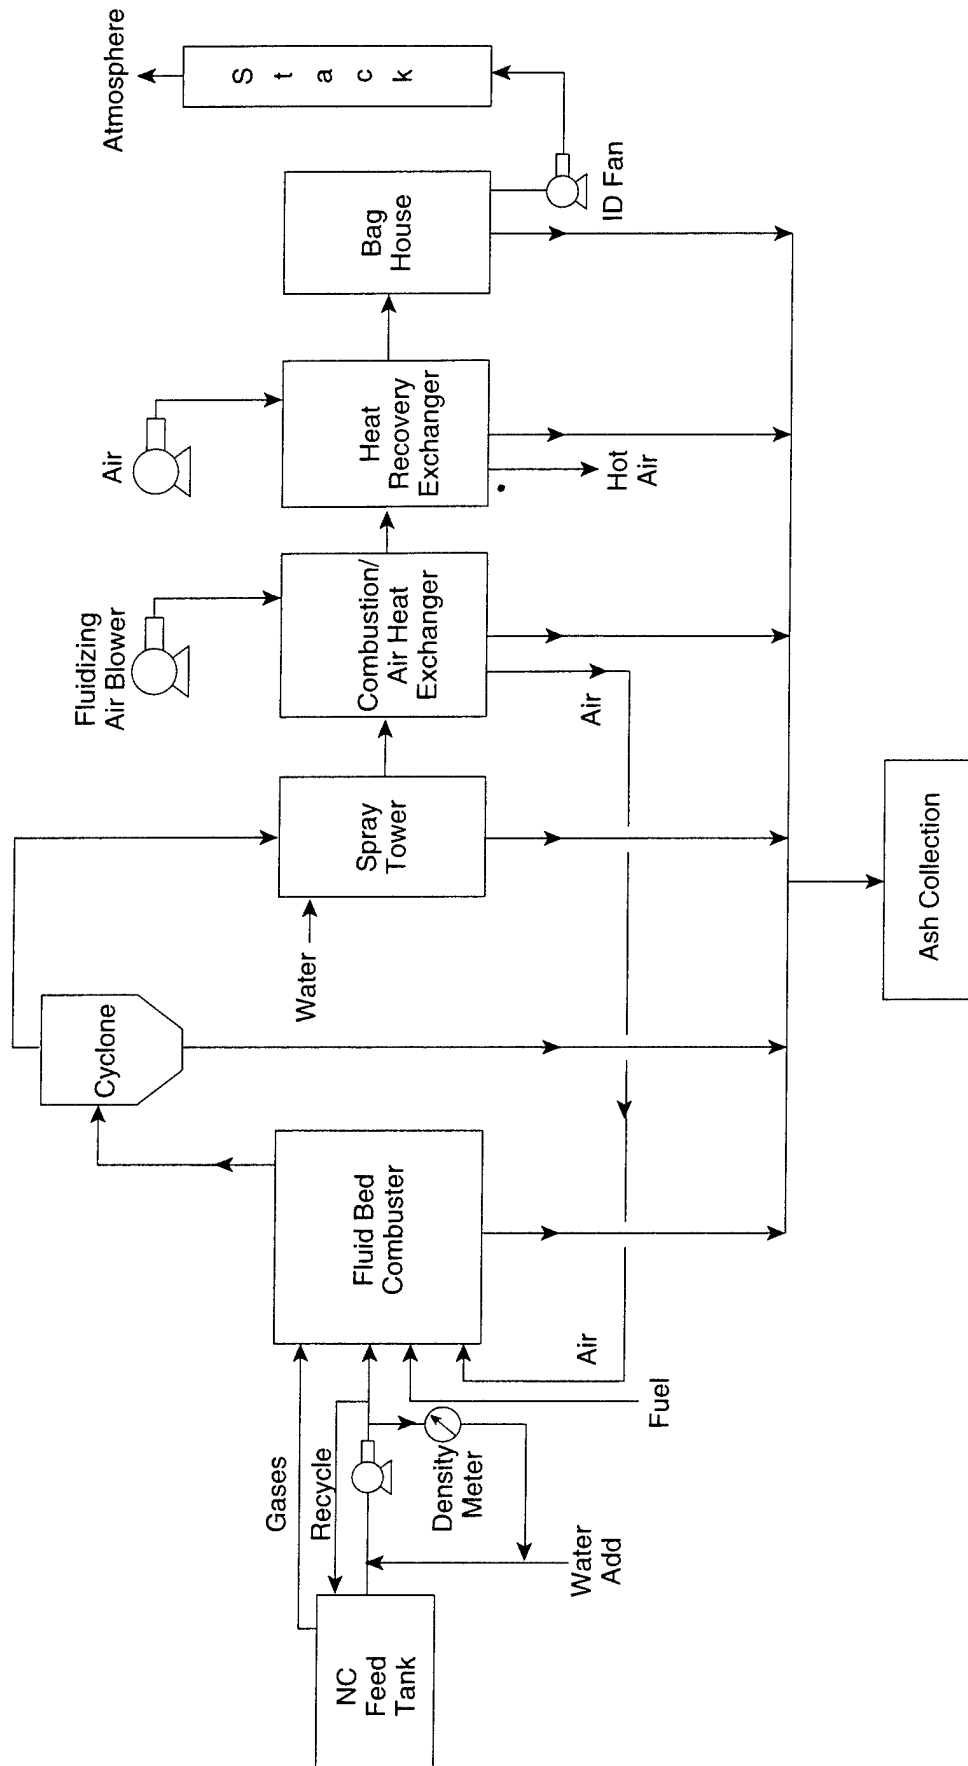 NC
Feed
Tank
Gases
Recycle
Density
Meter
Water
Add
Fuel
Air
Fluid Bed
Combuster
Cyclone
Water
Spray
Tower
Fluidizing
Air Blower
Combustion/
Air Heat
Exchanger
Air
Air
Heat
Recovery
Exchanger
Hot
Air
Bag
House
ID Fan
Stack
Atmosphere
Ash Collection